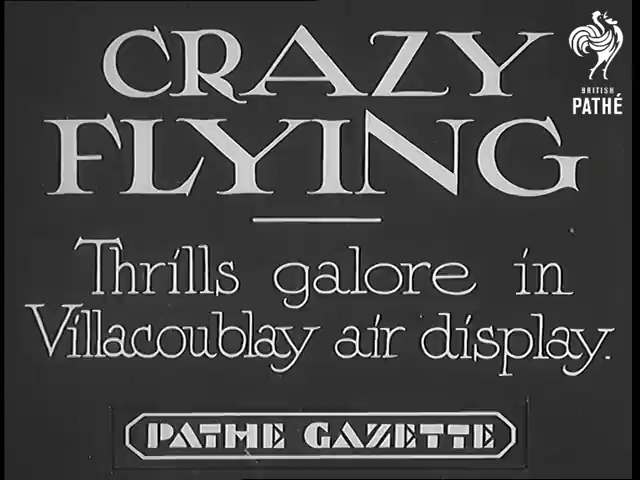 CRAZY
FLYING
Thrills galore in
Villacoublay air display.
PATHE GAZETTE
BRITISH
PATHÉ